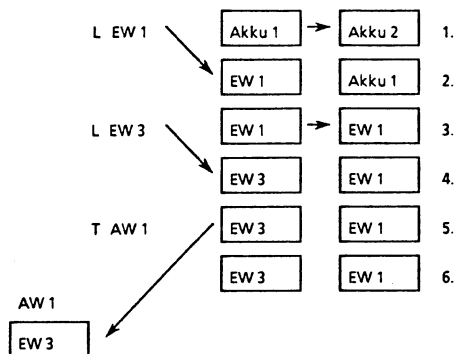 L EW 1 Akku 1 Akku 2 1.
EW 1 Akku 1 2.
L EW 3 EW 1 EW 1 3.
EW 3 EW 1 4.
T AW 1 EW 3 EW 1 5.
EW 3 EW 1 6.
AW 1
EW 3